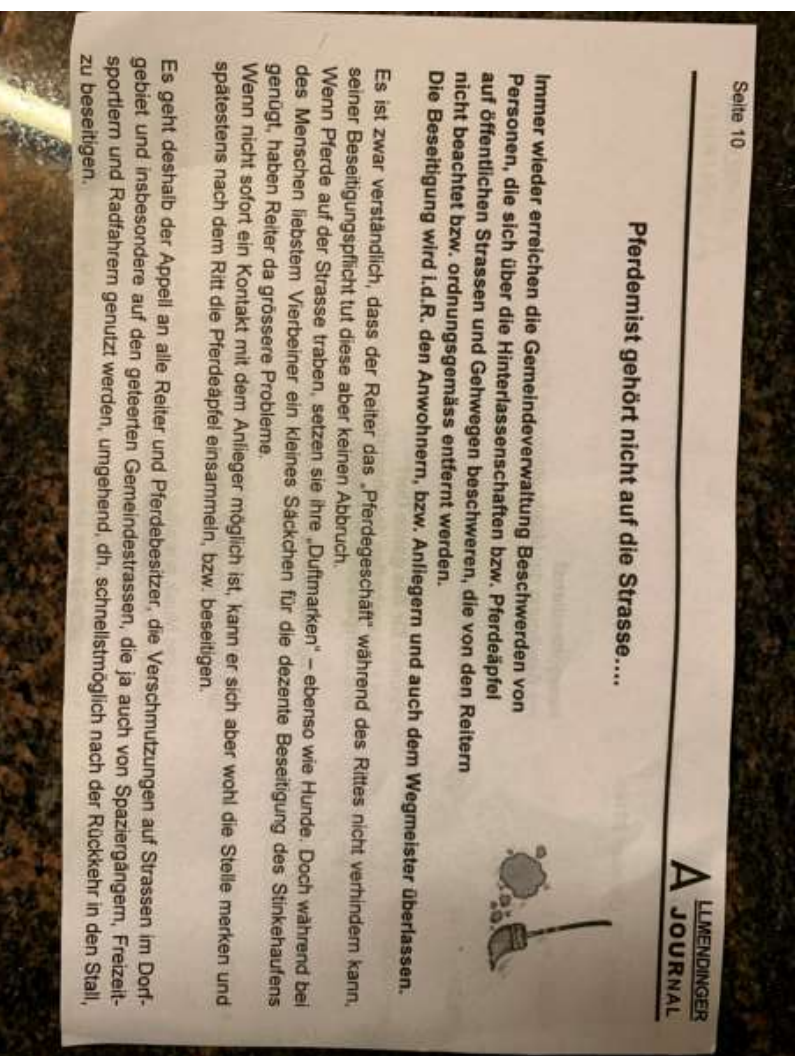 Seite 10
ALLMENDINGER
JOURNAL
Pferdemist gehört nicht auf die Strasse....
Immer wieder erreichen die Gemeindeverwaltung Beschwerden von
Personen, die sich über die Hinterlassenschaften bzw. Pferdeäpfel
auf öffentlichen Strassen und Gehwegen beschweren, die von den Reitern
nicht beachtet bzw. ordnungsgemäss entfernt werden.
Die Beseitigung wird i.d.R. den Anwohnern, bzw. Anliegern und auch dem Wegmeister überlassen.
Es ist zwar verständlich, dass der Reiter das „Pferdegeschäft" während des Rittes nicht verhindern kann,
seiner Beseitigungspflicht tut diese aber keinen Abbruch.
Wenn Pferde auf der Strasse traben, setzen sie ihre „Duftmarken" – ebenso wie Hunde. Doch während bei
des Menschen liebstem Vierbeiner ein kleines Säckchen für die dezente Beseitigung des Stinkehaufens
genügt, haben Reiter da grössere Probleme.
Wenn nicht sofort ein Kontakt mit dem Anlieger möglich ist, kann er sich aber wohl die Stelle merken und
spätestens nach dem Ritt die Pferdeäpfel einsammeln, bzw. beseitigen.
Es geht deshalb der Appell an alle Reiter und Pferdebesitzer, die Verschmutzungen auf Strassen im Dorf-
gebiet und insbesondere auf den geteerten Gemeindestrassen, die ja auch von Spaziergängern, Freizeit-
sportlern und Radfahrern genutzt werden, umgehend, dh. schnellstmöglich nach der Rückkehr in den Stall,
zu beseitigen.